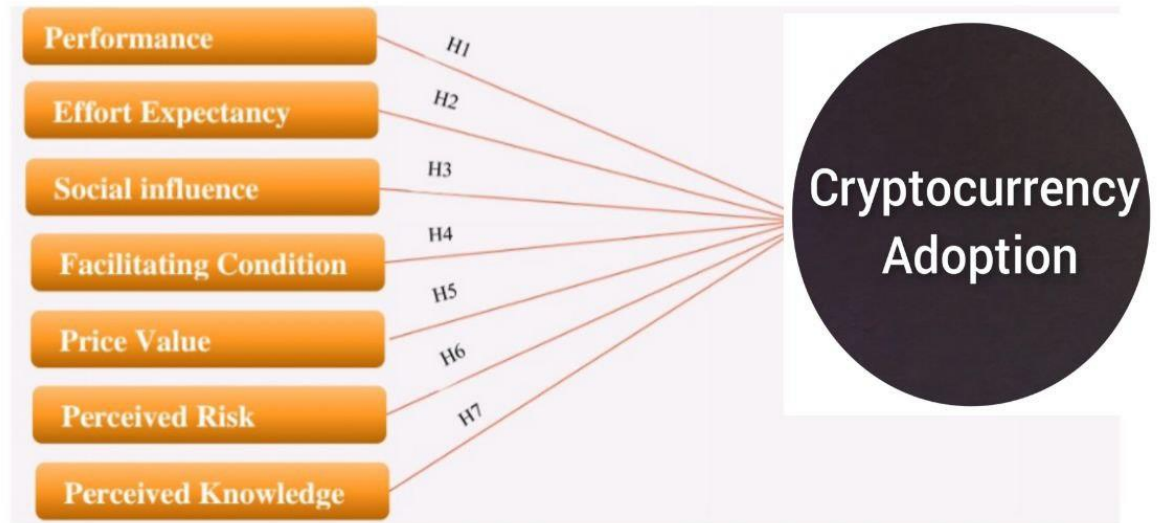 Performance
H1
Effort Expectancy
H2
Social influence
H3
Facilitating Condition
H4
Price Value
H5
Perceived Risk
H6
Perceived Knowledge
H7
Cryptocurrency
Adoption